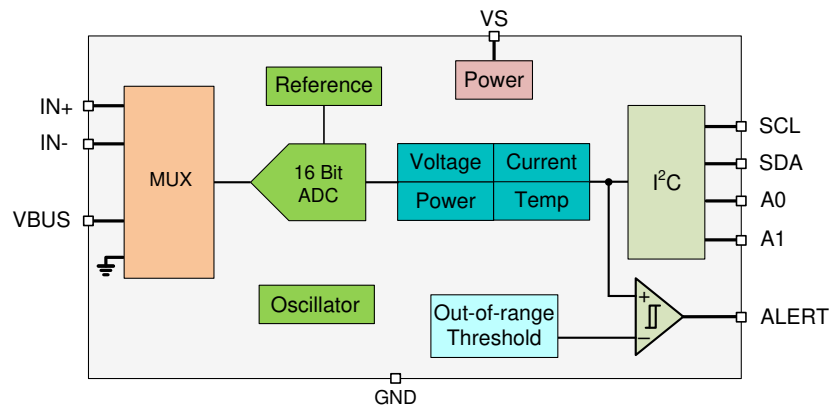 VS
Power
Reference
IN+
IN-
VBUS
MUX
16 Bit
ADC
Voltage
Current
Power
Temp
I²C
SCL
SDA
A0
A1
Oscillator
Out-of-range
Threshold
+
−
ALERT
GND